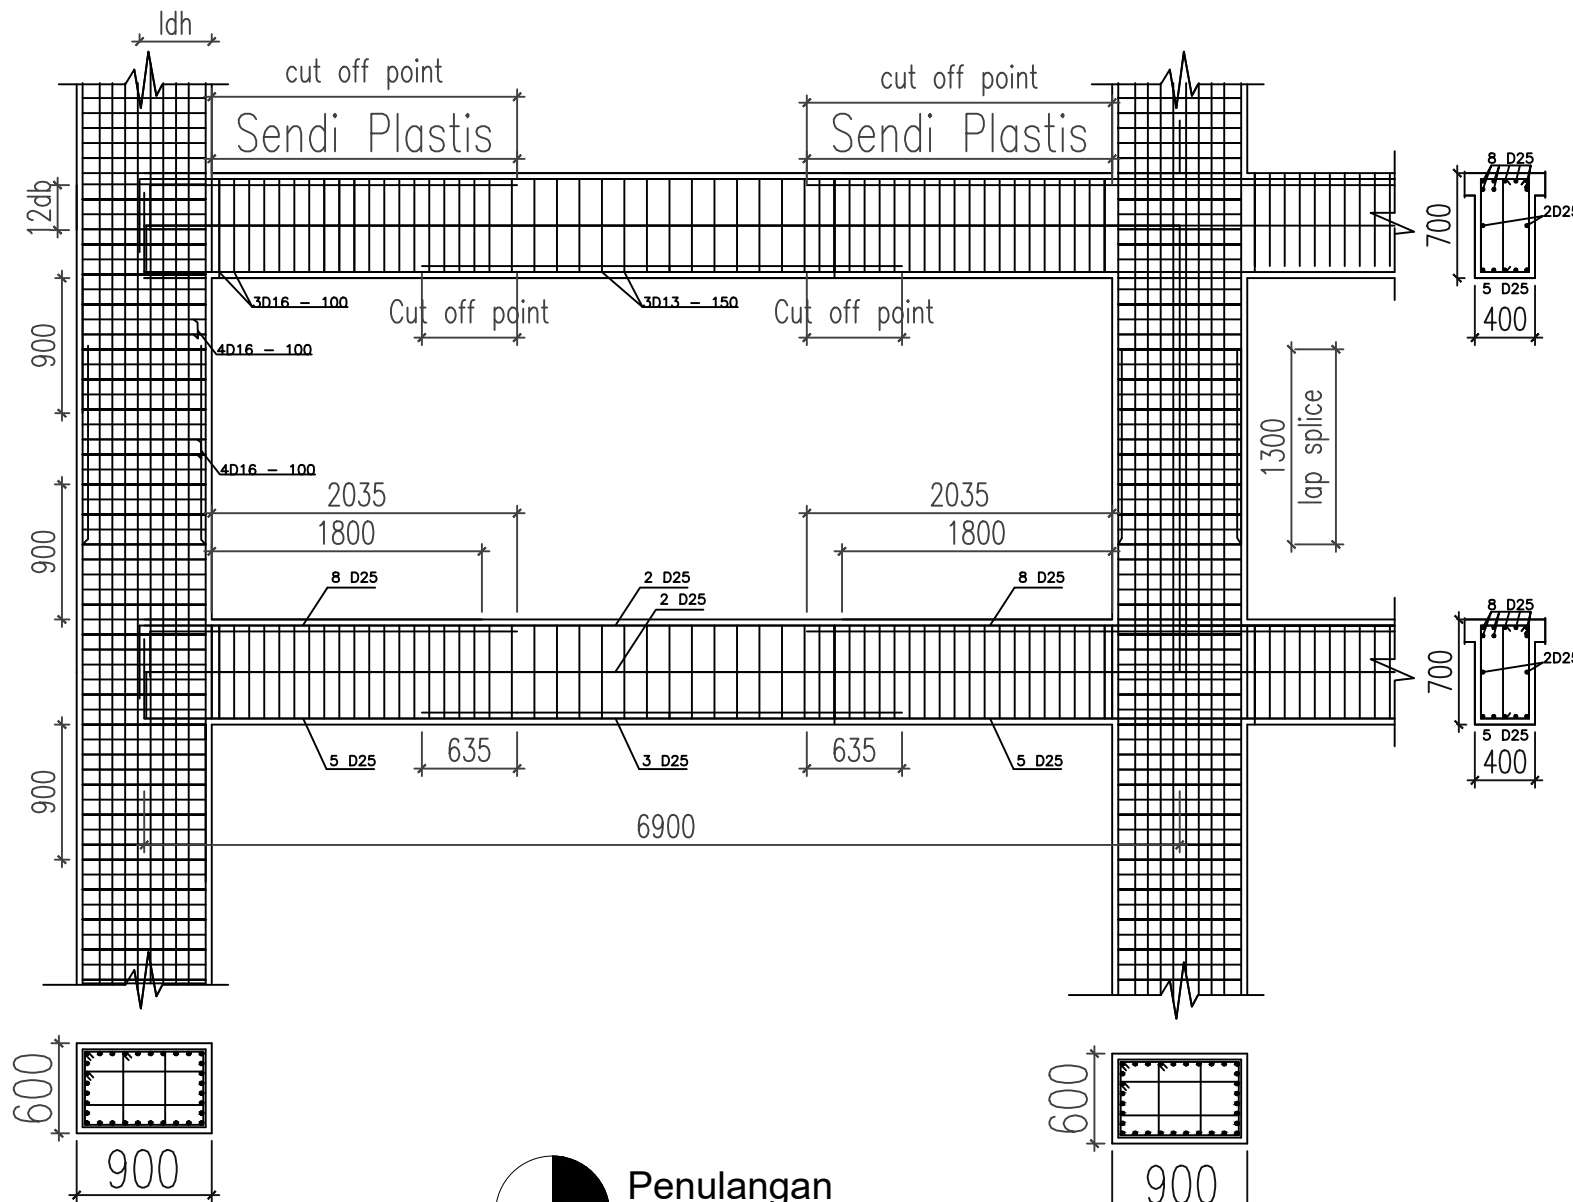 ldh
cut off point
cut off point
Sendi Plastis
Sendi Plastis
12db
8 D25
700
2D25
5 D25
400
3D16 - 100
3D13 - 150
Cut off point
Cut off point
900
4D16 - 100
4D16 - 100
1300
lap splice
2035
2035
900
1800
1800
8 D25
2 D25
2 D25
8 D25
8 D25
700
2D25
5 D25
400
635
635
5 D25
3 D25
5 D25
900
6900
600
900
600
900
Penulangan